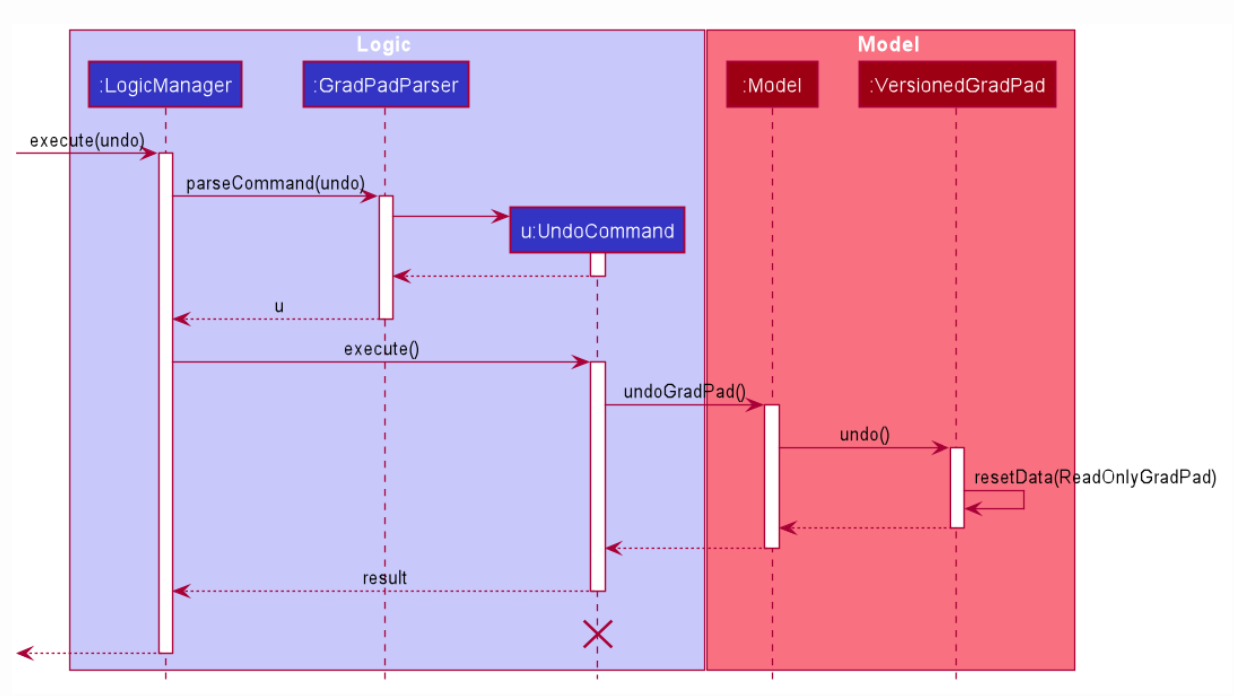 Logic
Model
:LogicManager
:GradPadParser
:Model
:VersionedGradPad
execute(undo)
parseCommand(undo)
u:UndoCommand
u
execute()
undoGradPad()
undo()
resetData(ReadOnlyGradPad)
result